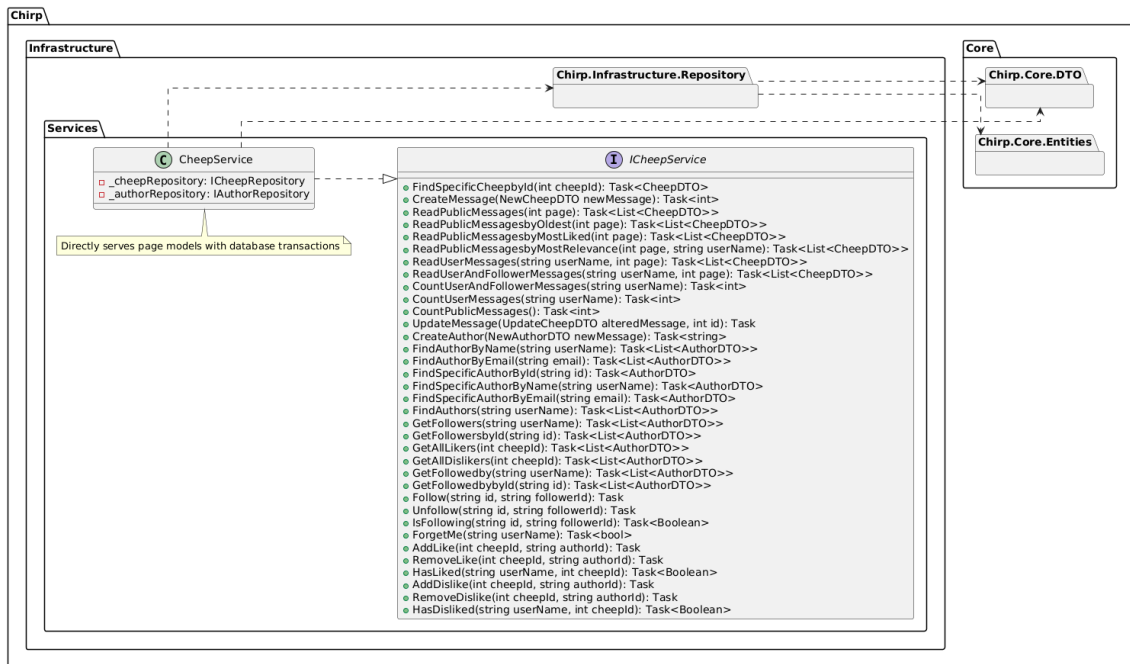 Chirp
Infrastructure
Core
Chirp.Infrastructure.Repository
Chirp.Core.DTO
Services
Chirp.Core.Entities
C CheepService
_cheepRepository: ICheepRepository
_authorRepository: IAuthorRepository
Directly serves page models with database transactions
I ICheepService
FindSpecificCheepbyId(int cheepId): Task<CheepDTO>
CreateMessage(NewCheepDTO newMessage): Task<int>
ReadPublicMessages(int page): Task<List<CheepDTO>>
ReadPublicMessagesbyOldest(int page): Task<List<CheepDTO>>
ReadPublicMessagesbyMostLiked(int page): Task<List<CheepDTO>>
ReadPublicMessagesbyMostRelevance(int page, string userName): Task<List<CheepDTO>>
ReadUserMessages(string userName, int page): Task<List<CheepDTO>>
ReadUserAndFollowerMessages(string userName, int page): Task<List<CheepDTO>>
CountUserAndFollowerMessages(string userName): Task<int>
CountUserMessages(string userName): Task<int>
CountPublicMessages(): Task<int>
UpdateMessage(UpdateCheepDTO alteredMessage, int id): Task
CreateAuthor(NewAuthorDTO newMessage): Task<string>
FindAuthorByName(string userName): Task<List<AuthorDTO>>
FindAuthorByEmail(string email): Task<List<AuthorDTO>>
FindSpecificAuthorById(string id): Task<AuthorDTO>
FindSpecificAuthorByName(string userName): Task<AuthorDTO>
FindSpecificAuthorByEmail(string email): Task<AuthorDTO>
FindAuthors(string userName): Task<List<AuthorDTO>>
GetFollowers(string userName): Task<List<AuthorDTO>>
GetFollowersbyId(string id): Task<List<AuthorDTO>>
GetAllLikers(int cheepId): Task<List<AuthorDTO>>
GetAllDislikers(int cheepId): Task<List<AuthorDTO>>
GetFollowedby(string userName): Task<List<AuthorDTO>>
GetFollowedbybyId(string id): Task<List<AuthorDTO>>
Follow(string id, string followerId): Task
Unfollow(string id, string followerId): Task
IsFollowing(string id, string followerId): Task<Boolean>
ForgetMe(string userName): Task<bool>
AddLike(int cheepId, string authorId): Task
RemoveLike(int cheepId, string authorId): Task
HasLiked(string userName, int cheepId): Task<Boolean>
AddDislike(int cheepId, string authorId): Task
RemoveDislike(int cheepId, string authorId): Task
HasDisliked(string userName, int cheepId): Task<Boolean>